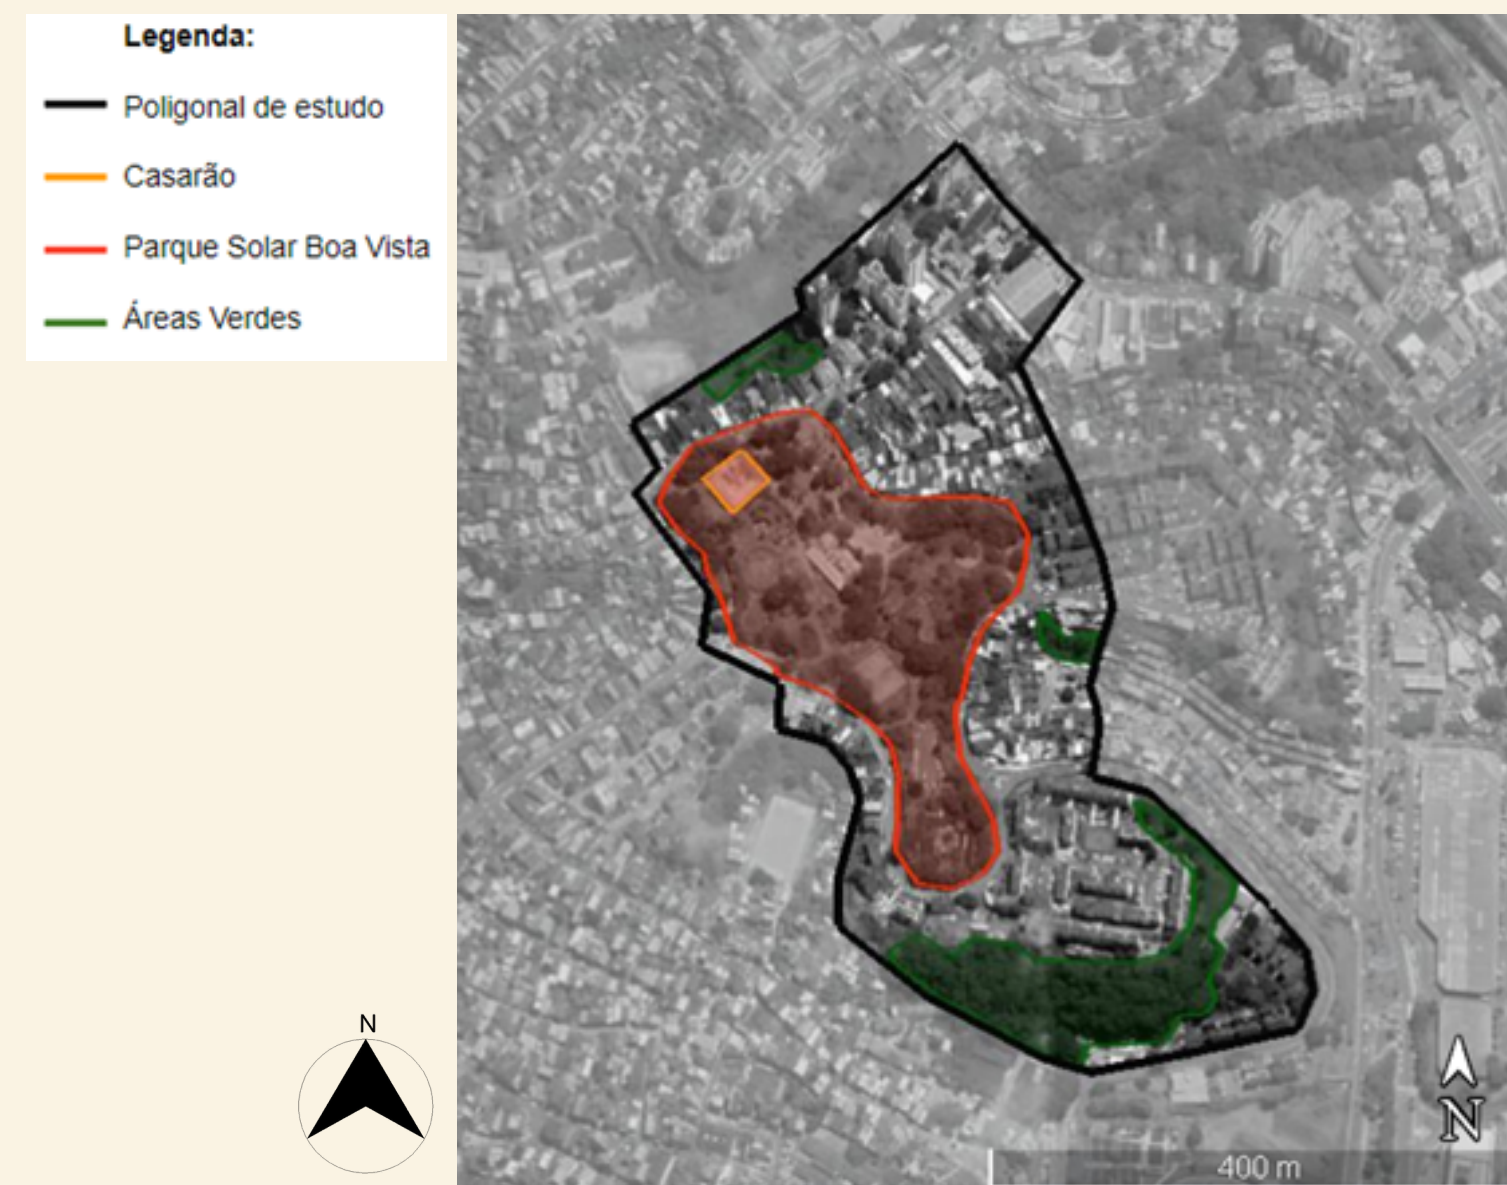 Legenda:
Poligonal de estudo
Casarão
Parque Solar Boa Vista
Áreas Verdes
N
N
400 m